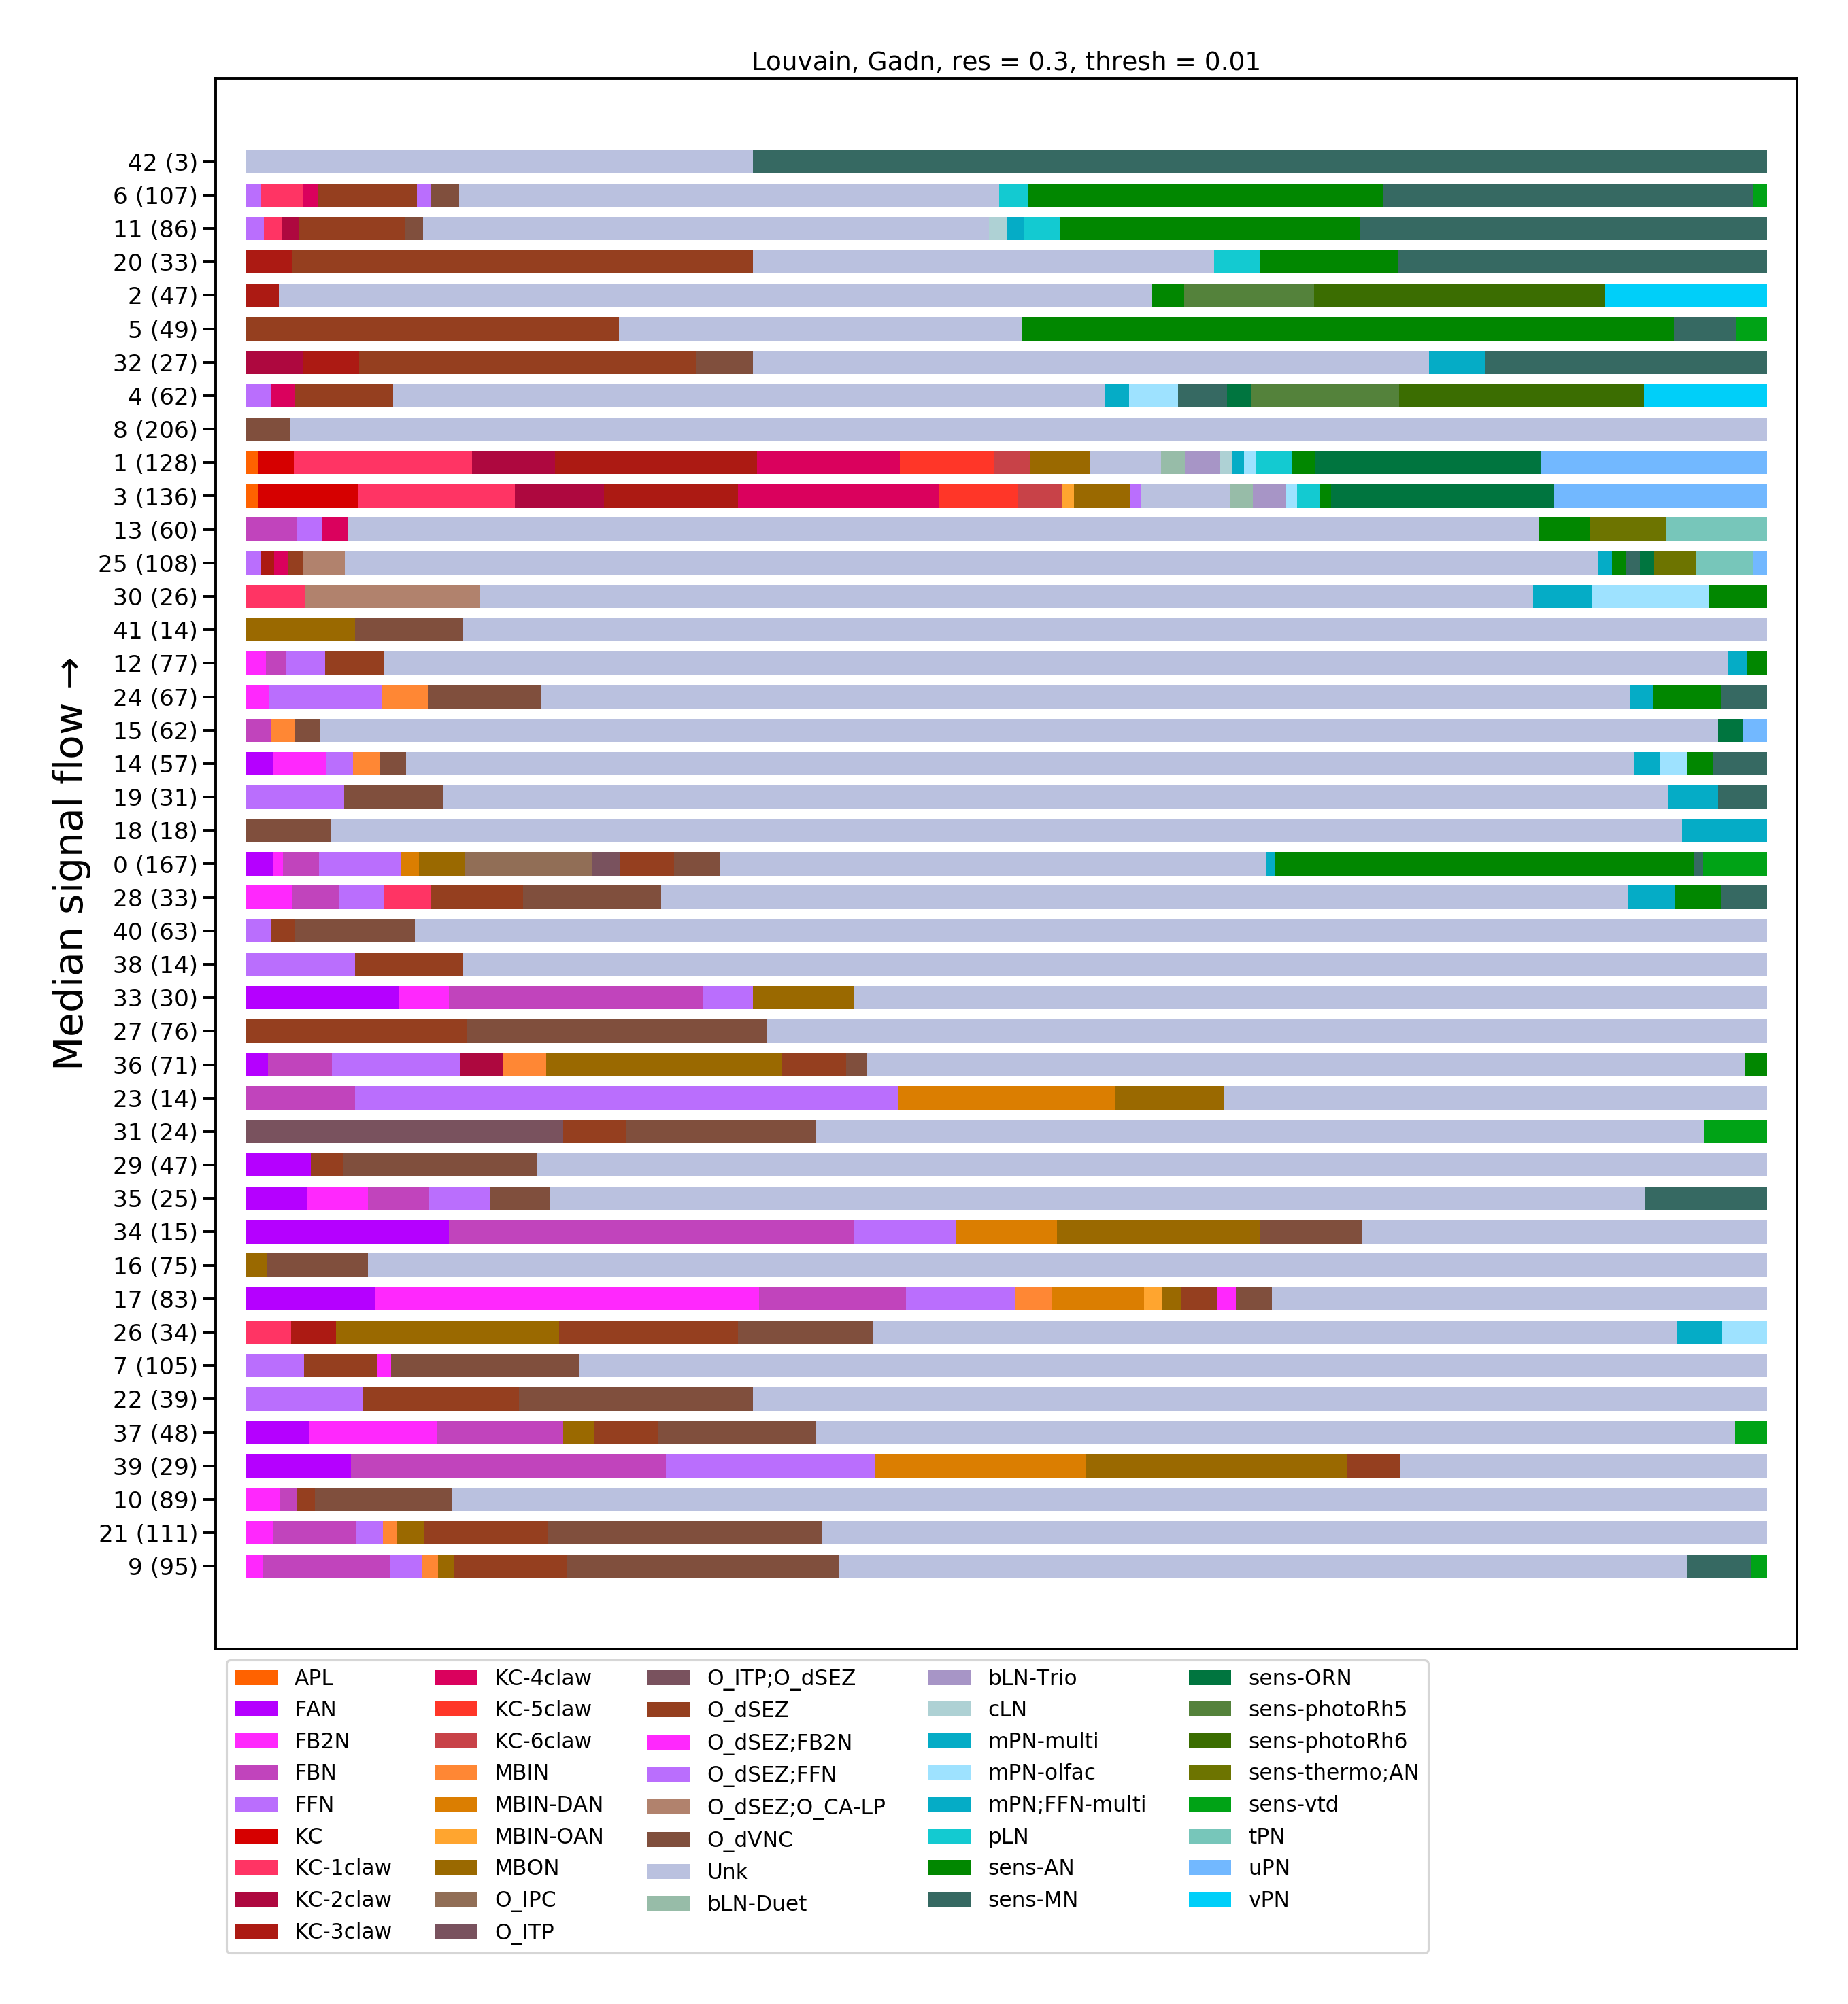 Louvain, Gadn, res = 0.3, thresh = 0.01
Median signal flow →
42 (3)
6 (107)
11 (86)
20 (33)
2 (47)
5 (49)
32 (27)
4 (62)
8 (206)
1 (128)
3 (136)
13 (60)
25 (108)
30 (26)
41 (14)
12 (77)
24 (67)
15 (62)
14 (57)
19 (31)
18 (18)
0 (167)
28 (33)
40 (63)
38 (14)
33 (30)
27 (76)
36 (71)
23 (14)
31 (24)
29 (47)
35 (25)
34 (15)
16 (75)
17 (83)
26 (34)
7 (105)
22 (39)
37 (48)
39 (29)
10 (89)
21 (111)
9 (95)
APL
FAN
FB2N
FBN
FFN
KC
KC-1claw
KC-2claw
KC-3claw
KC-4claw
KC-5claw
KC-6claw
MBIN
MBIN-DAN
MBIN-OAN
MBON
O_IPC
O_ITP
O_ITP;O_dSEZ
O_dSEZ
O_dSEZ;FB2N
O_dSEZ;FFN
O_dSEZ;O_CA-LP
O_dVNC
Unk
bLN-Duet
bLN-Trio
cLN
mPN-multi
mPN-olfac
mPN;FFN-multi
pLN
sens-AN
sens-MN
sens-ORN
sens-photoRh5
sens-photoRh6
sens-thermo;AN
sens-vtd
tPN
uPN
vPN